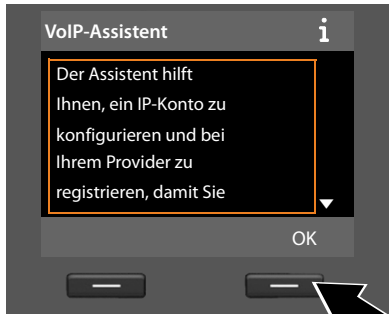 VoIP-Assistent i
Der Assistent hilft
Ihnen, ein IP-Konto zu
konfigurieren und bei
Ihrem Provider zu
registrieren, damit Sie
OK